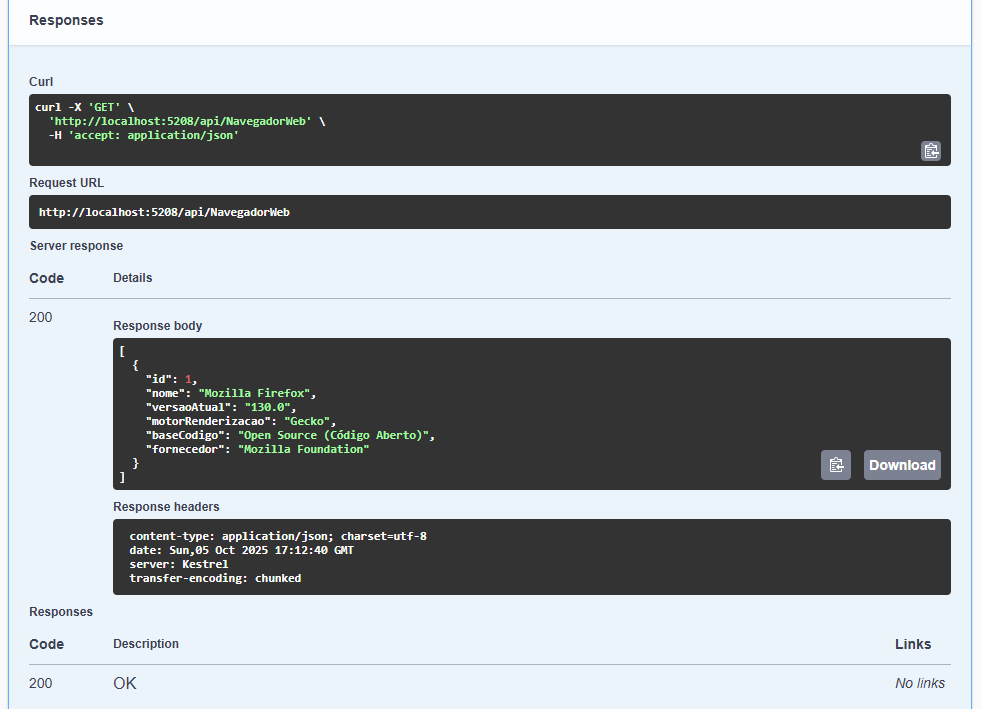 Responses
Curl
curl -X 'GET' \
'http://localhost:5208/api/NavegadorWeb' \
-H 'accept: application/json'
Request URL
http://localhost:5208/api/NavegadorWeb
Server response
Code Details
200
Response body
[
{
"id": 1,
"nome": "Mozilla Firefox",
"versaoAtual": "130.0",
"motorRenderizacao": "Gecko",
"baseCodigo": "Open Source (Código Aberto)",
"fornecedor": "Mozilla Foundation"
}
]
Download
Response headers
content-type: application/json; charset=utf-8
date: Sun,05 Oct 2025 17:12:40 GMT
server: Kestrel
transfer-encoding: chunked
Responses
Code Description Links
200 OK No links